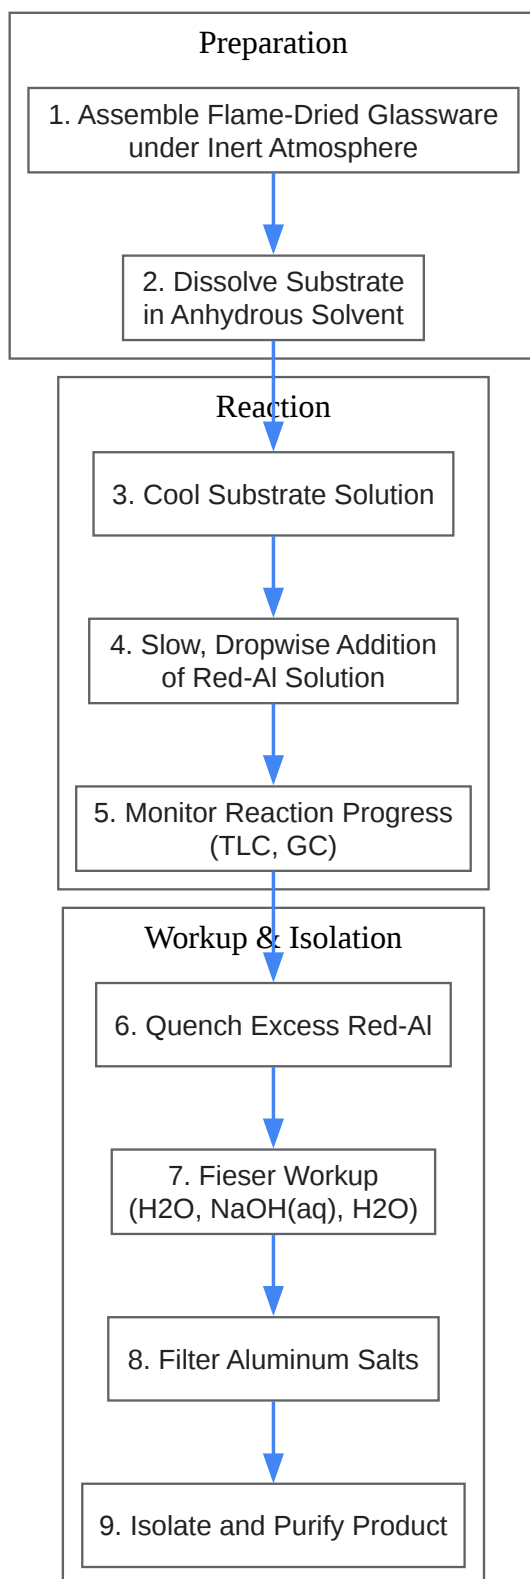 Preparation
1. Assemble Flame-Dried Glassware
under Inert Atmosphere
2. Dissolve Substrate
in Anhydrous Solvent
Reaction
3. Cool Substrate Solution
4. Slow, Dropwise Addition
of Red-Al Solution
5. Monitor Reaction Progress
(TLC, GC)
Workup & Isolation
6. Quench Excess Red-Al
7. Fieser Workup
(H2O, NaOH(aq), H2O)
8. Filter Aluminum Salts
9. Isolate and Purify Product